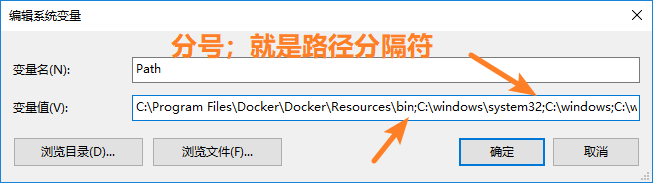 编辑系统变量
分号；就是路径分隔符
变量名(N):
Path
变量值(V):
C:\Program Files\Docker\Docker\Resources\bin;C:\windows\system32;C:\windows;C:\w
浏览目录(D)...
浏览文件(F)...
确定
取消